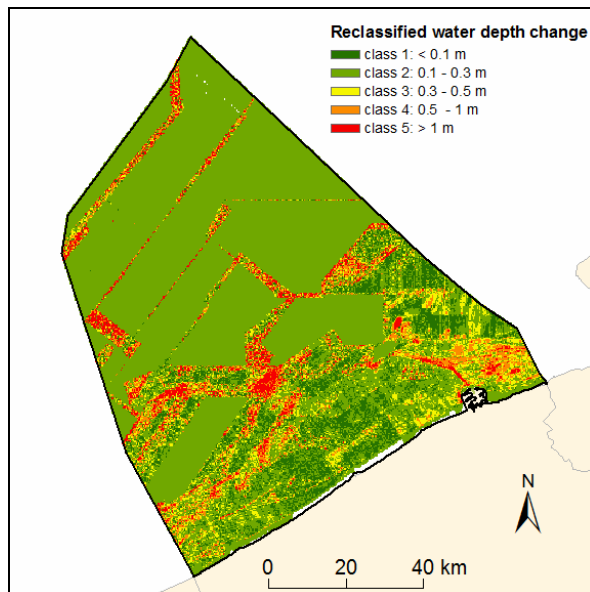 Reclassified water depth change
class 1: < 0.1 m
class 2: 0.1 - 0.3 m
class 3: 0.3 - 0.5 m
class 4: 0.5 - 1 m
class 5: > 1 m
N
0 20 40 km